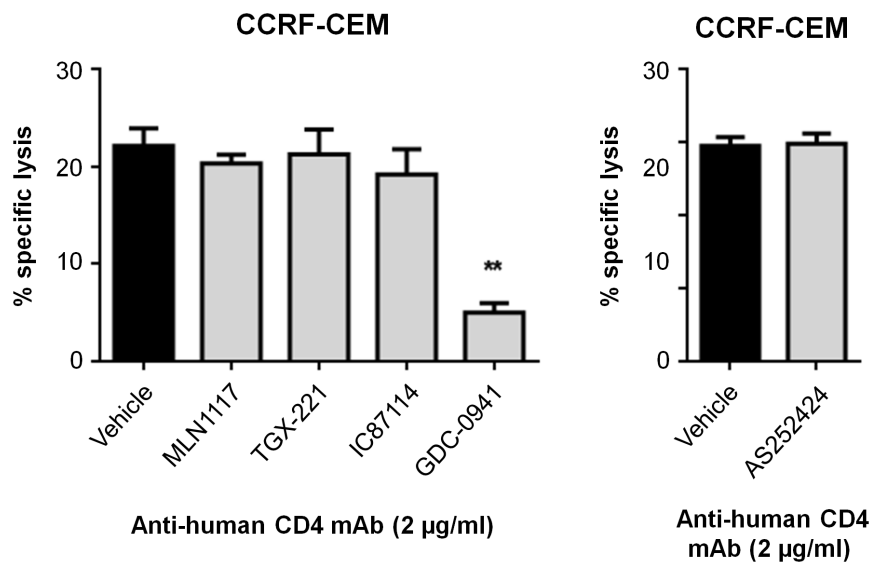 CCRF-CEM
% specific lysis
30
20
10
0
**
Vehicle
MLN1117
TGX-221
IC87114
GDC-0941
Anti-human CD4 mAb (2 µg/ml)
CCRF-CEM
% specific lysis
30
20
10
0
Vehicle
AS252424
Anti-human CD4
mAb (2 µg/ml)